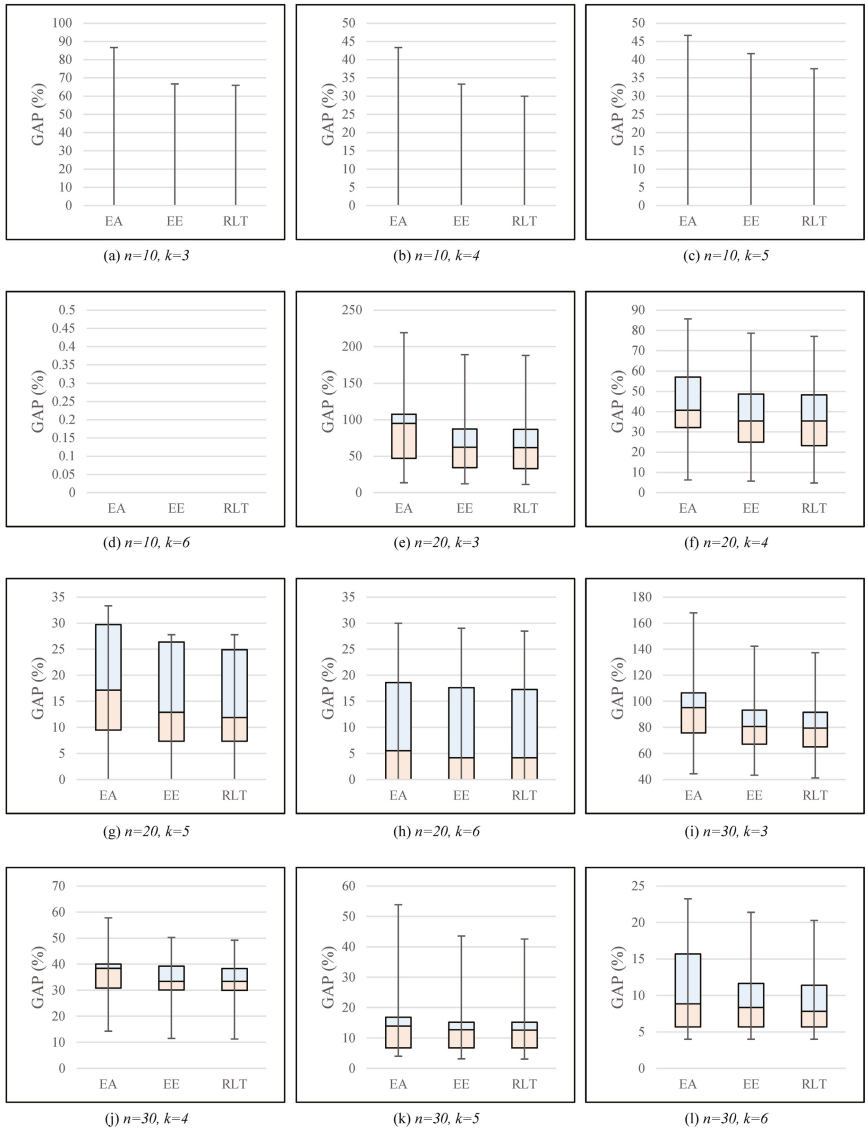 GAP (%)
100
90
80
70
60
50
40
30
20
10
0
EA EE RLT
(a) n=10, k=3
GAP (%)
50
45
40
35
30
25
20
15
10
5
0
EA EE RLT
(b) n=10, k=4
GAP (%)
50
45
40
35
30
25
20
15
10
5
0
EA EE RLT
(c) n=10, k=5
GAP (%)
0.5
0.45
0.4
0.35
0.3
0.25
0.2
0.15
0.1
0.05
0
EA EE RLT
(d) n=10, k=6
GAP (%)
250
200
150
100
50
0
EA EE RLT
(e) n=20, k=3
GAP (%)
90
80
70
60
50
40
30
20
10
0
EA EE RLT
(f) n=20, k=4
GAP (%)
35
30
25
20
15
10
5
0
EA EE RLT
(g) n=20, k=5
GAP (%)
35
30
25
20
15
10
5
0
EA EE RLT
(h) n=20, k=6
GAP (%)
180
160
140
120
100
80
60
40
EA EE RLT
(i) n=30, k=3
GAP (%)
70
60
50
40
30
20
10
0
EA EE RLT
(j) n=30, k=4
GAP (%)
60
50
40
30
20
10
0
EA EE RLT
(k) n=30, k=5
GAP (%)
25
20
15
10
5
0
EA EE RLT
(l) n=30, k=6